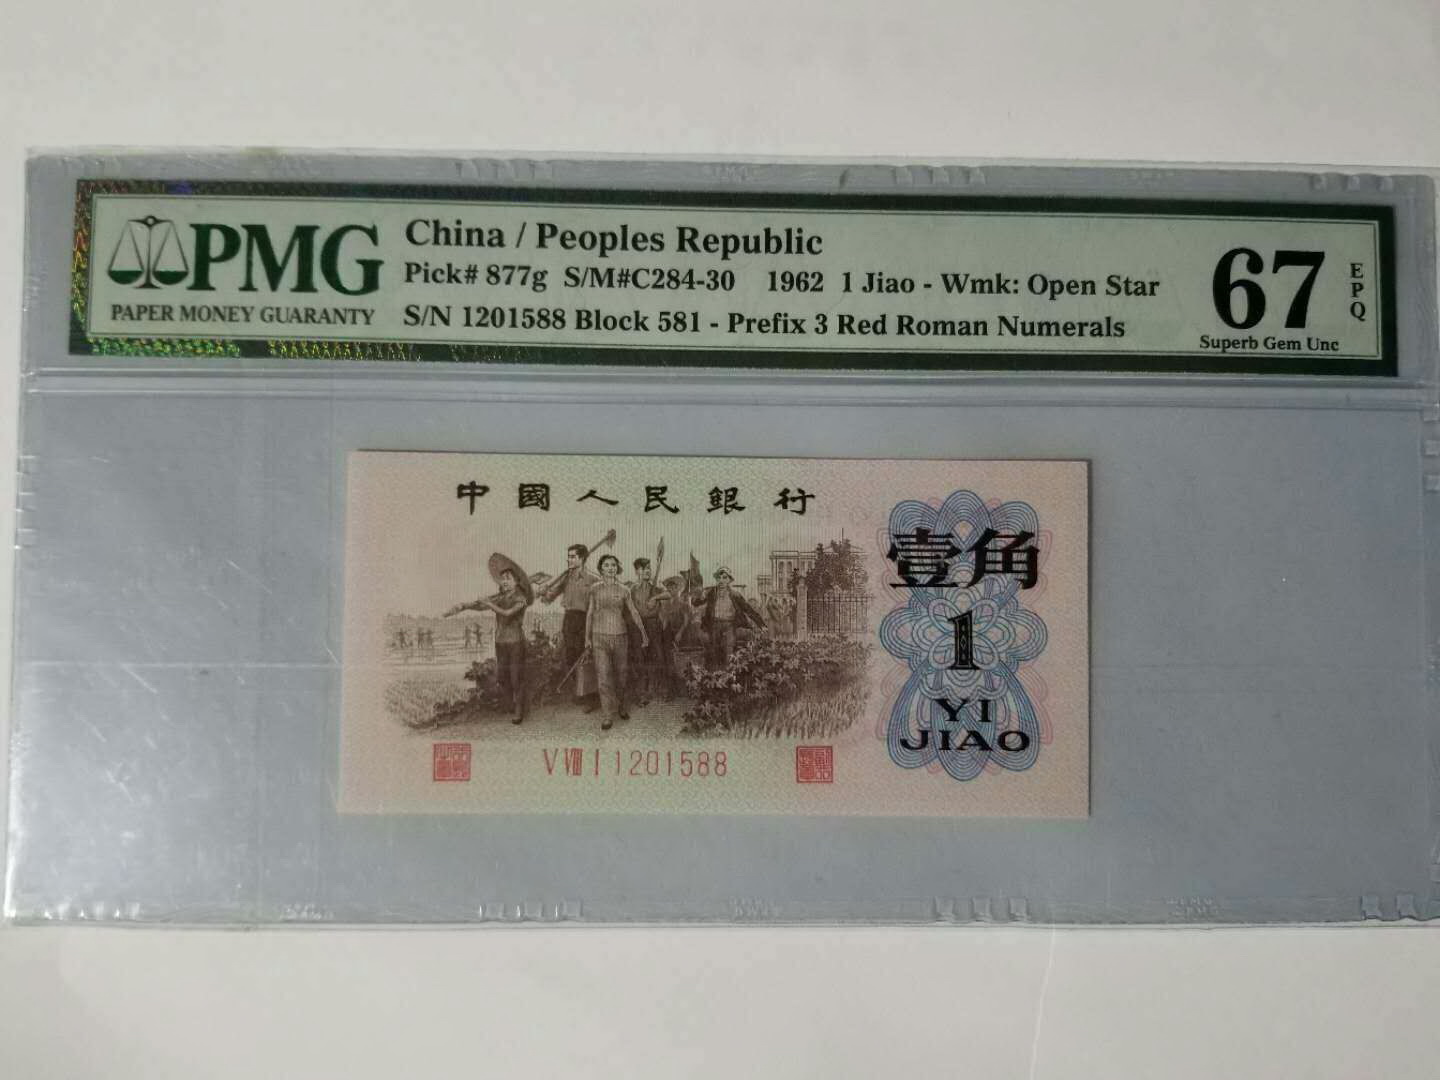 PMG
PAPER MONEY GUARANTY
China / Peoples Republic
Pick# 877g S/M#C284-30 1962 1 Jiao - Wmk: Open Star
S/N 1201588 Block 581 - Prefix 3 Red Roman Numerals
67
EPQ
Superb Gem Unc
中國人民銀行
壹角
1
YI
JIAO
V VIII I 1201588